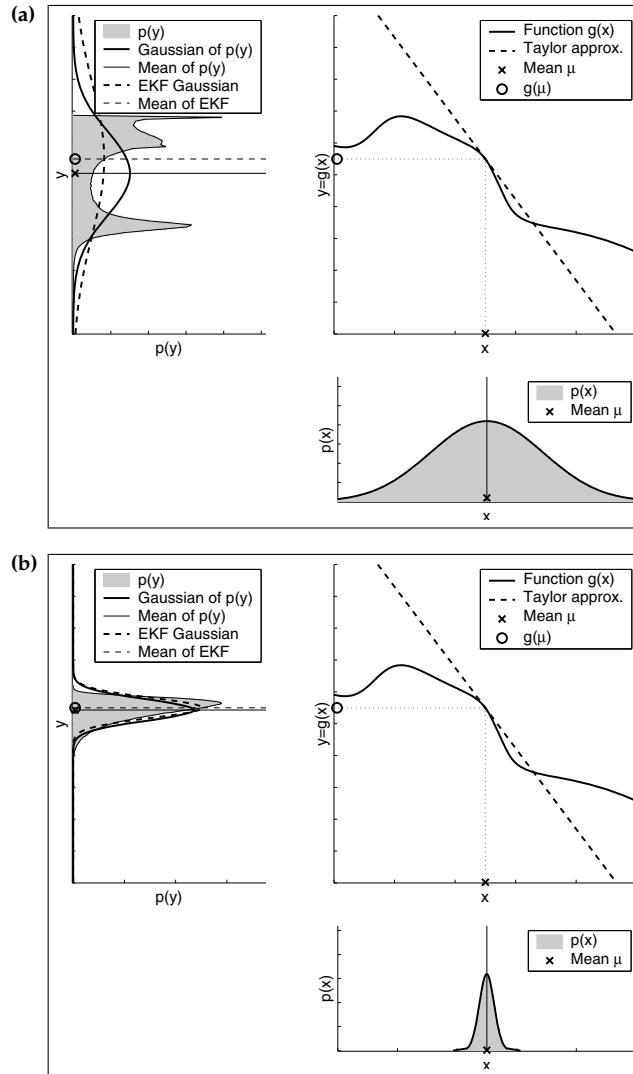 (a)
p(y)
Gaussian of p(y)
Mean of p(y)
EKF Gaussian
Mean of EKF
y
p(y)
Function g(x)
Taylor approx.
Mean μ
g(μ)
y=g(x)
x
p(x)
Mean μ
p(x)
x
(b)
p(y)
Gaussian of p(y)
Mean of p(y)
EKF Gaussian
Mean of EKF
y
p(y)
Function g(x)
Taylor approx.
Mean μ
g(μ)
y=g(x)
x
p(x)
Mean μ
p(x)
x